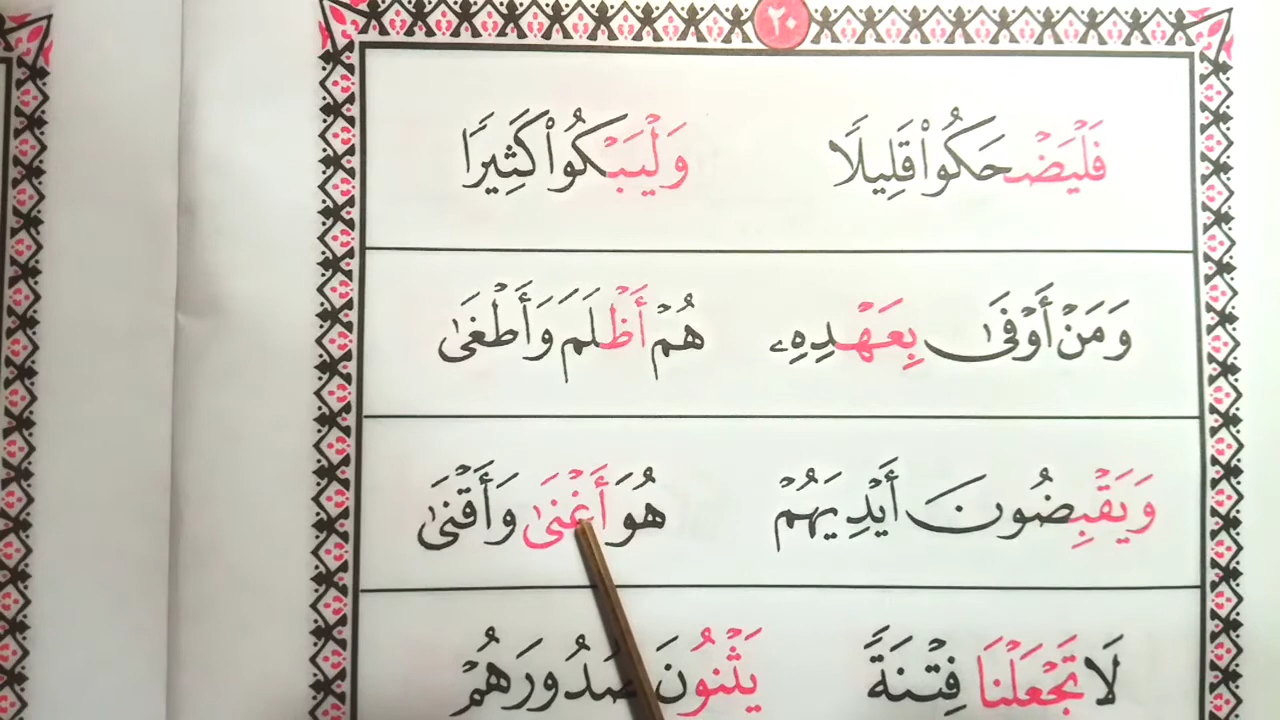 ٢٠
فَلْيَضْحَكُوا۟ قَلِيلًا وَلْيَبْكُوا۟ كَثِيرًا
وَمَنْ أَوْفَىٰ بِعَهْدِهِۦ هُمْ أَظْلَمَ وَأَطْغَىٰ
وَيَقْبِضُونَ أَيْدِيَهُمْ هُوَ أَغْنَىٰ وَأَقْنَىٰ
لَا تَجْعَلْنَا فِتْنَةً يَثْنُونَ صُدُورَهُمْ